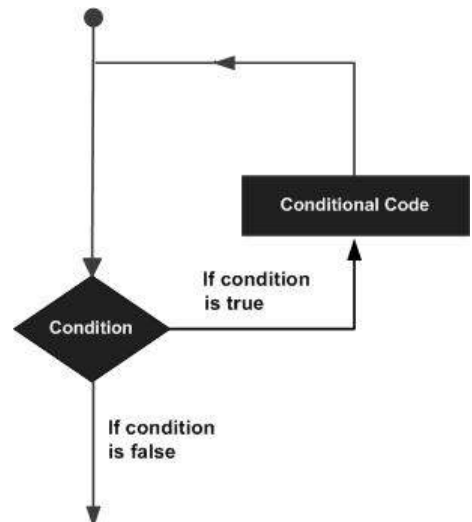 Conditional Code
If condition
is true
Condition
If condition
is false